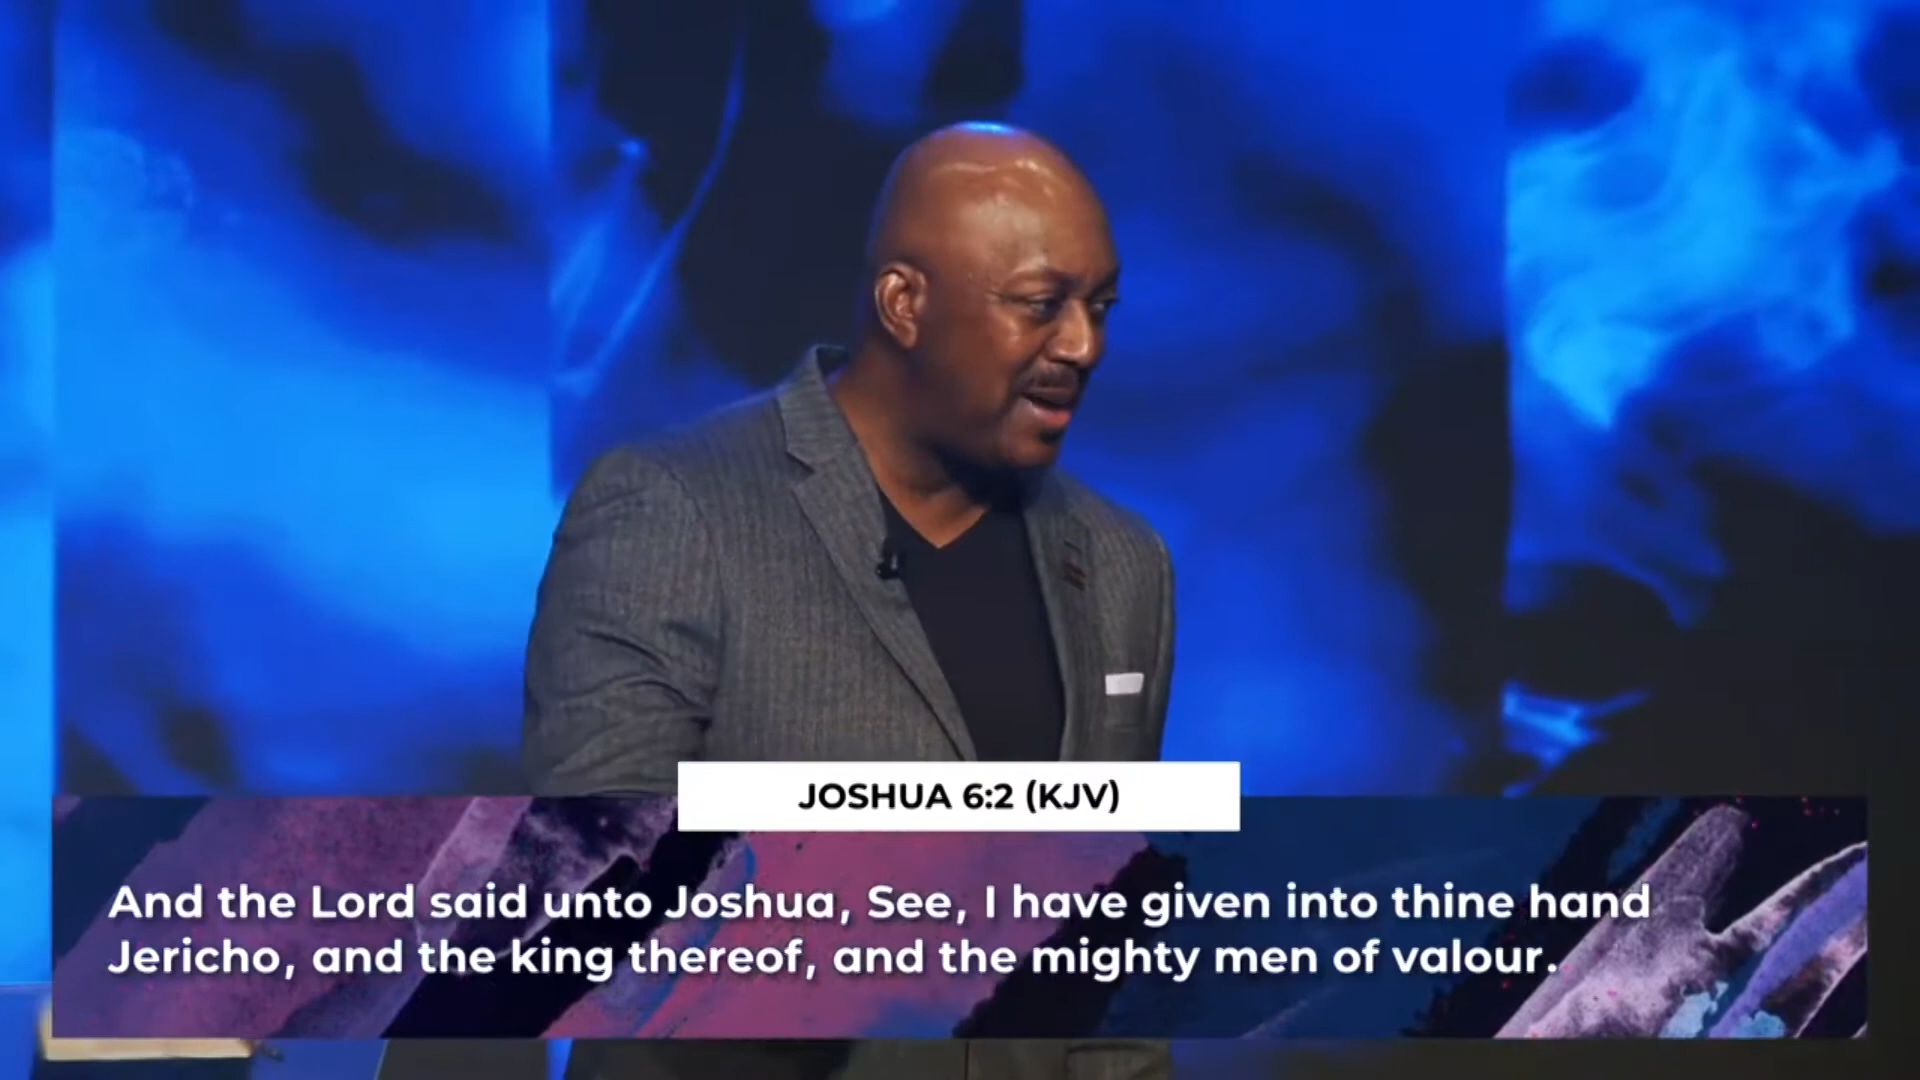 JOSHUA 6:2 (KJV)
And the Lord said unto Joshua, See, I have given into thine hand
Jericho, and the king thereof, and the mighty men of valour.